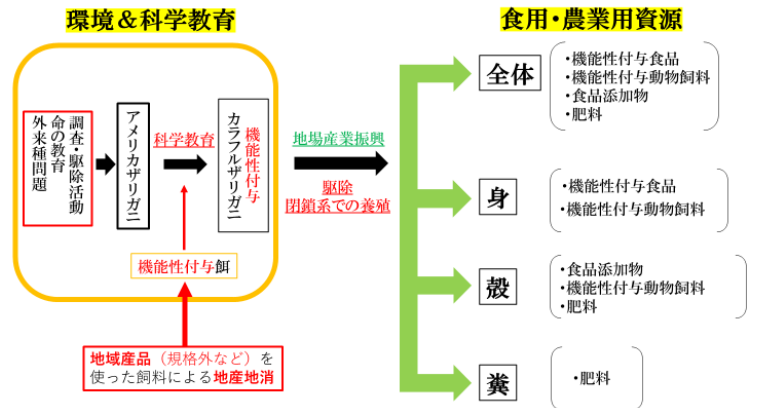 環境＆科学教育
食用・農業用資源
調査・駆除活動
命の教育
外来種問題
アメリカザリガニ
科学教育
機能性付与
カラフルザリガニ
機能性付与餌
地域産品（規格外など）を
使った飼料による地産地消
地場産業振興
駆除
閉鎖系での養殖
全体
・機能性付与食品
・機能性付与動物飼料
・食品添加物
・肥料
身
・機能性付与食品
・機能性付与動物飼料
殻
・食品添加物
・機能性付与動物飼料
・肥料
糞
・肥料